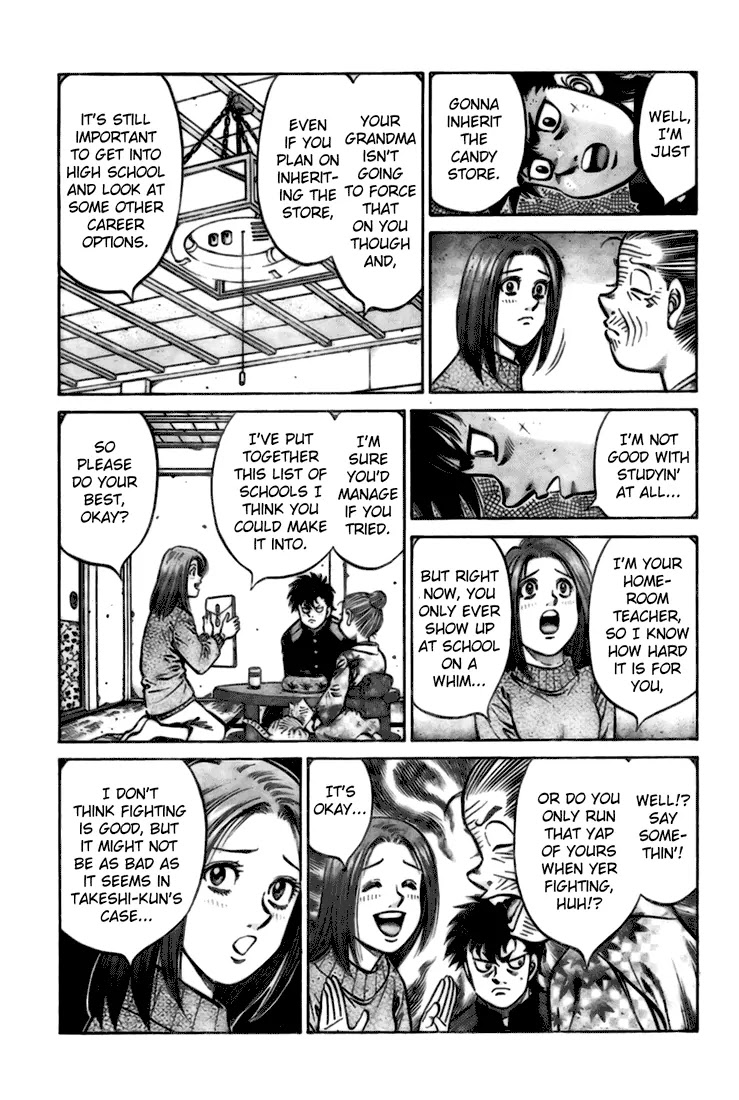 WELL,
I'M
JUST
GONNA
INHERIT
THE
CANDY
STORE.
YOUR
GRANDMA
ISN'T
GOING
TO FORCE
THAT
ON YOU
THOUGH
AND,
EVEN
IF YOU
PLAN ON
INHERIT-
ING THE
STORE,
IT'S STILL
IMPORTANT
TO GET INTO
HIGH SCHOOL
AND LOOK AT
SOME OTHER
CAREER
OPTIONS.
I'M NOT
GOOD WITH
STUDYIN'
AT ALL...
I'M YOUR
HOME-
ROOM
TEACHER,
SO I KNOW
HOW HARD
IT IS FOR
YOU,
BUT RIGHT
NOW, YOU
ONLY EVER
SHOW UP
AT SCHOOL
ON A
WHIM...
I'M
SURE
YOU'D
MANAGE
IF YOU
TRIED.
I'VE PUT
TOGETHER
THIS LIST OF
SCHOOLS I
THINK YOU
COULD MAKE
IT INTO.
SO
PLEASE
DO YOUR
BEST,
OKAY?
WELL!?
SAY
SOME-
THIN'!
OR DO YOU
ONLY RUN
THAT YAP
OF YOURS
WHEN YER
FIGHTING,
HUH!?
IT'S
OKAY...
I DON'T
THINK FIGHTING
IS GOOD, BUT
IT MIGHT NOT
BE AS BAD AS
IT SEEMS IN
TAKESHI-KUN'S
CASE...